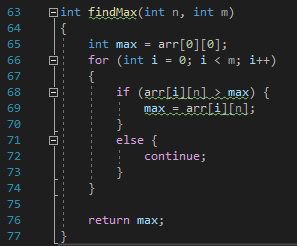 63 int findMax(int n, int m)
64 {
65 int max = arr[0][0];
66 for (int i = 0; i < m; i++)
67 {
68 if (arr[i][n] > max) {
69 max = arr[i][n];
70 }
71 else {
72 continue;
73 }
74 }
75
76 return max;
77 }